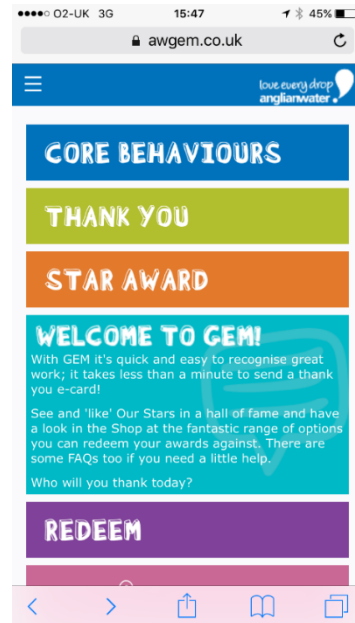 O2-UK 3G 15:47 45%
awgem.co.uk
love every drop
anglianwater
CORE BEHAVIOURS
THANK YOU
STAR AWARD
WELCOME TO GEM!
With GEM it's quick and easy to recognise great
work; it takes less than a minute to send a thank
you e-card!
See and 'like' Our Stars in a hall of fame and have
a look in the Shop at the fantastic range of options
you can redeem your awards against. There are
some FAQs too if you need a little help.
Who will you thank today?
REDEEM